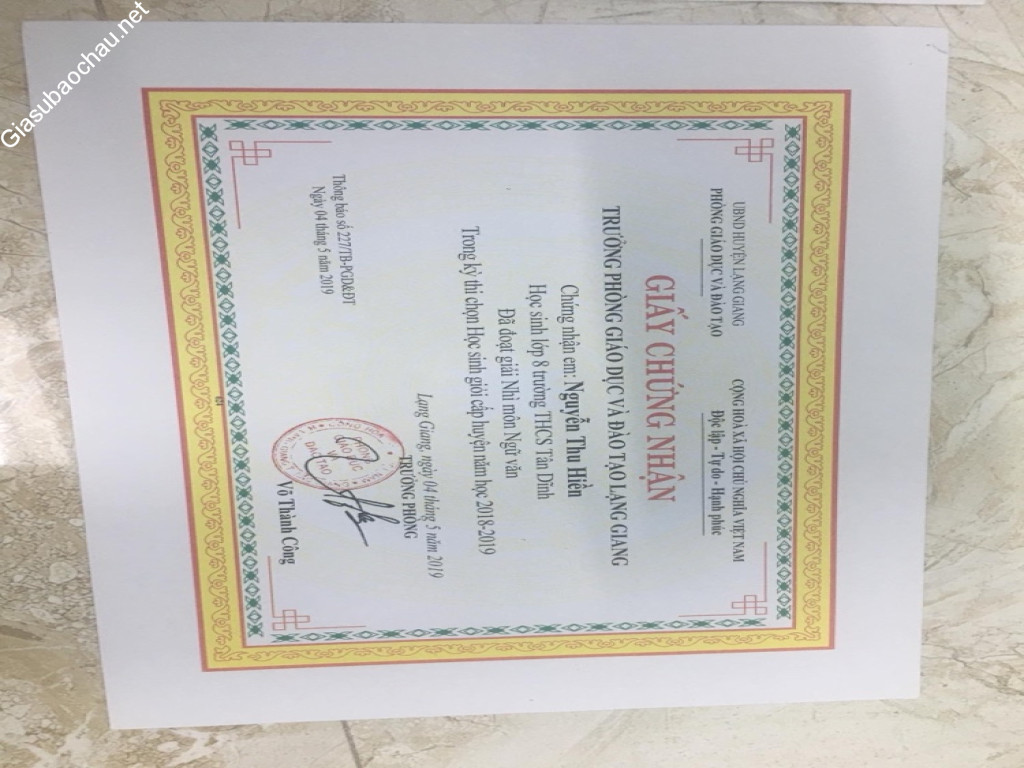 Giasubaochau.net
UBND HUYỆN LẠNG GIANG
PHÒNG GIÁO DỤC VÀ ĐÀO TẠO
CỘNG HOÀ XÃ HỘI CHỦ NGHĨA VIỆT NAM
Độc lập - Tự do - Hạnh phúc
GIẤY CHỨNG NHẬN
TRƯỞNG PHÒNG GIÁO DỤC VÀ ĐÀO TẠO LẠNG GIANG
Chứng nhận em: Nguyễn Thu Hiền
Học sinh lớp 8 trường THCS Tân Dĩnh
Đã đoạt giải Nhì môn Ngữ văn
Trong kỳ thi chọn Học sinh giỏi cấp huyện năm học 2018-2019
Lạng Giang, ngày 04 tháng 5 năm 2019
TRƯỞNG PHÒNG
Thông báo số 227/TB-PGD&ĐT
Ngày 04 tháng 5 năm 2019
Võ Thành Công